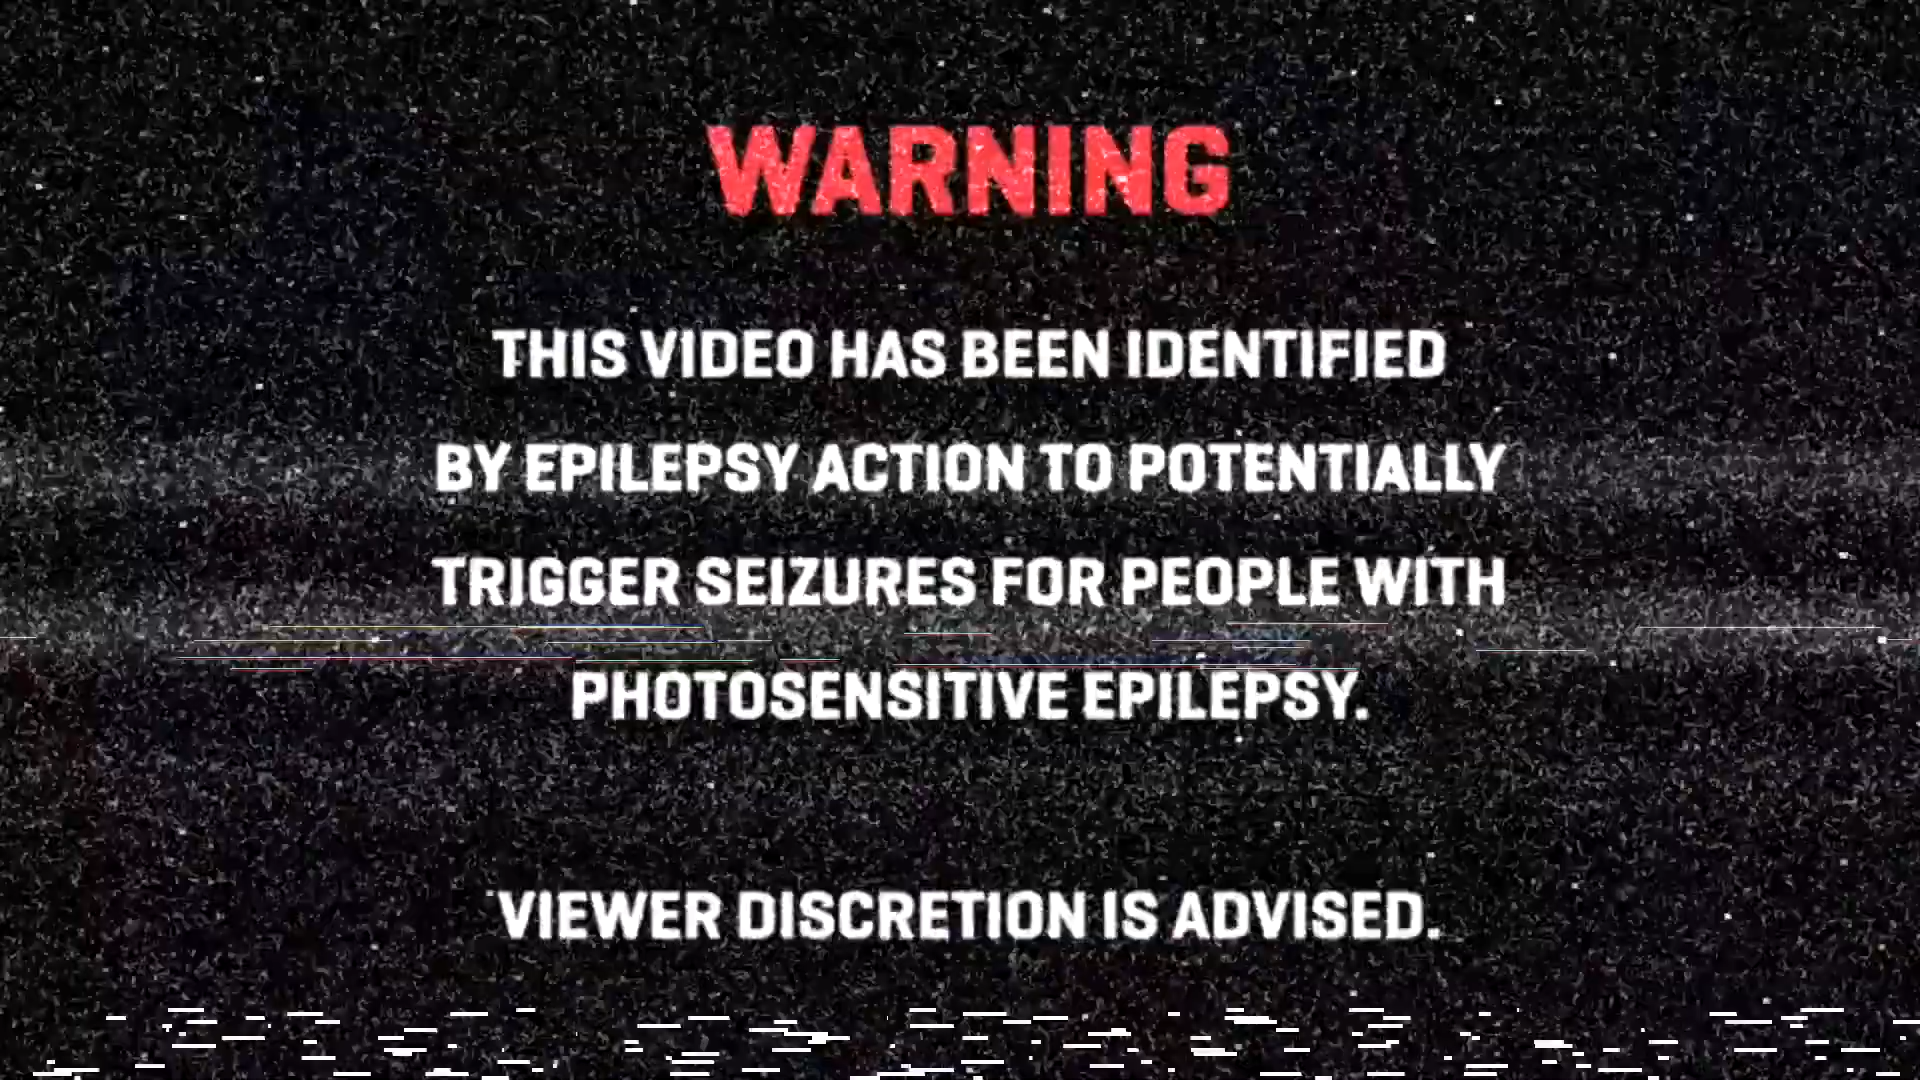 WARNING
THIS VIDEO HAS BEEN IDENTIFIED
BY EPILEPSY ACTION TO POTENTIALLY
TRIGGER SEIZURES FOR PEOPLE WITH
PHOTOSENSITIVE EPILEPSY.
VIEWER DISCRETION IS ADVISED.